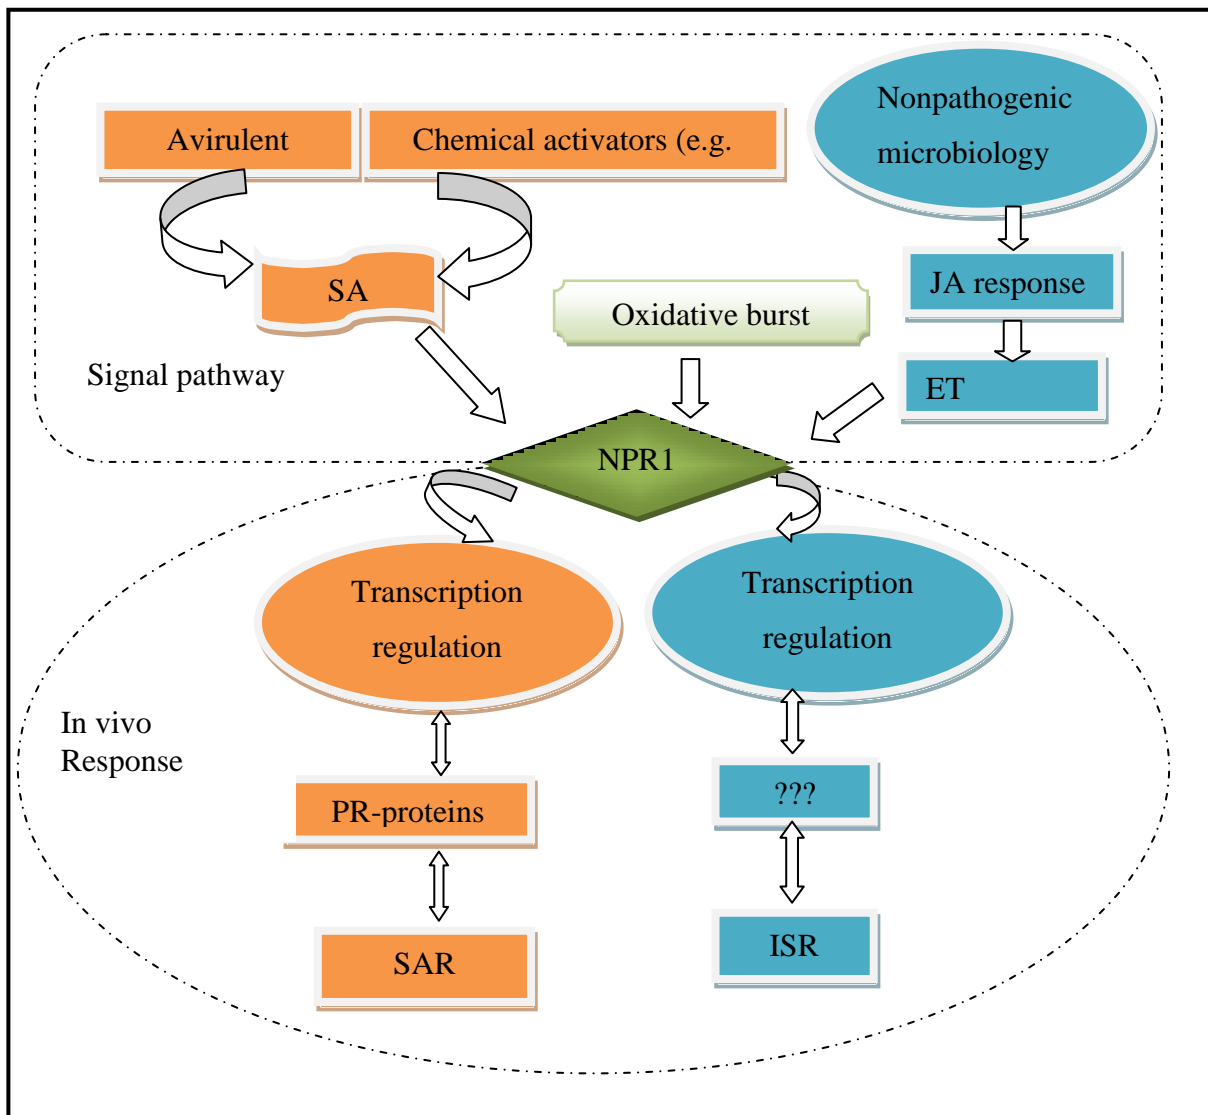 Avirulent
Chemical activators (e.g.
Nonpathogenic
microbiology
SA
Oxidative burst
JA response
ET
Signal pathway
NPR1
Transcription
regulation
Transcription
regulation
In vivo
Response
PR-proteins
???
SAR
ISR